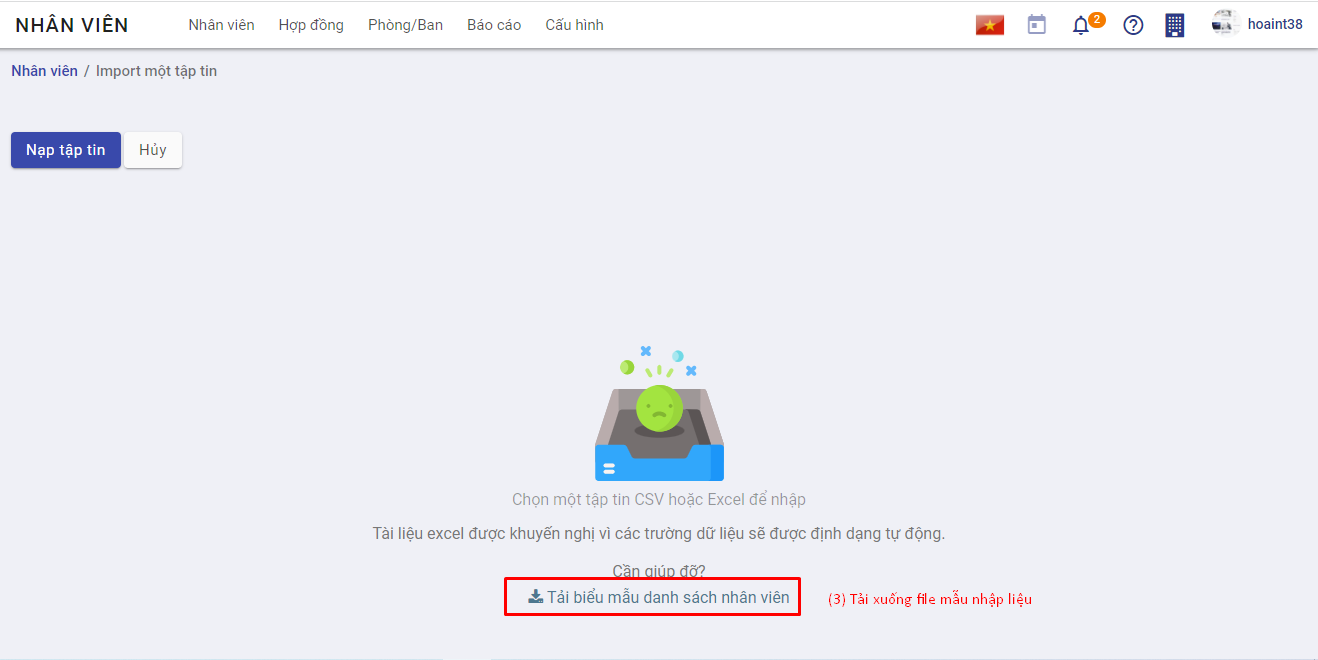 NHÂN VIÊN
Nhân viên Hợp đồng Phòng/Ban Báo cáo Cấu hình
2
hoaint38
Nhân viên / Import một tập tin
Nạp tập tin Hủy
Chọn một tập tin CSV hoặc Excel để nhập
Tài liệu excel được khuyến nghị vì các trường dữ liệu sẽ được định dạng tự động.
Cần giúp đỡ?
Tải biểu mẫu danh sách nhân viên
(3) Tải xuống file mẫu nhập liệu